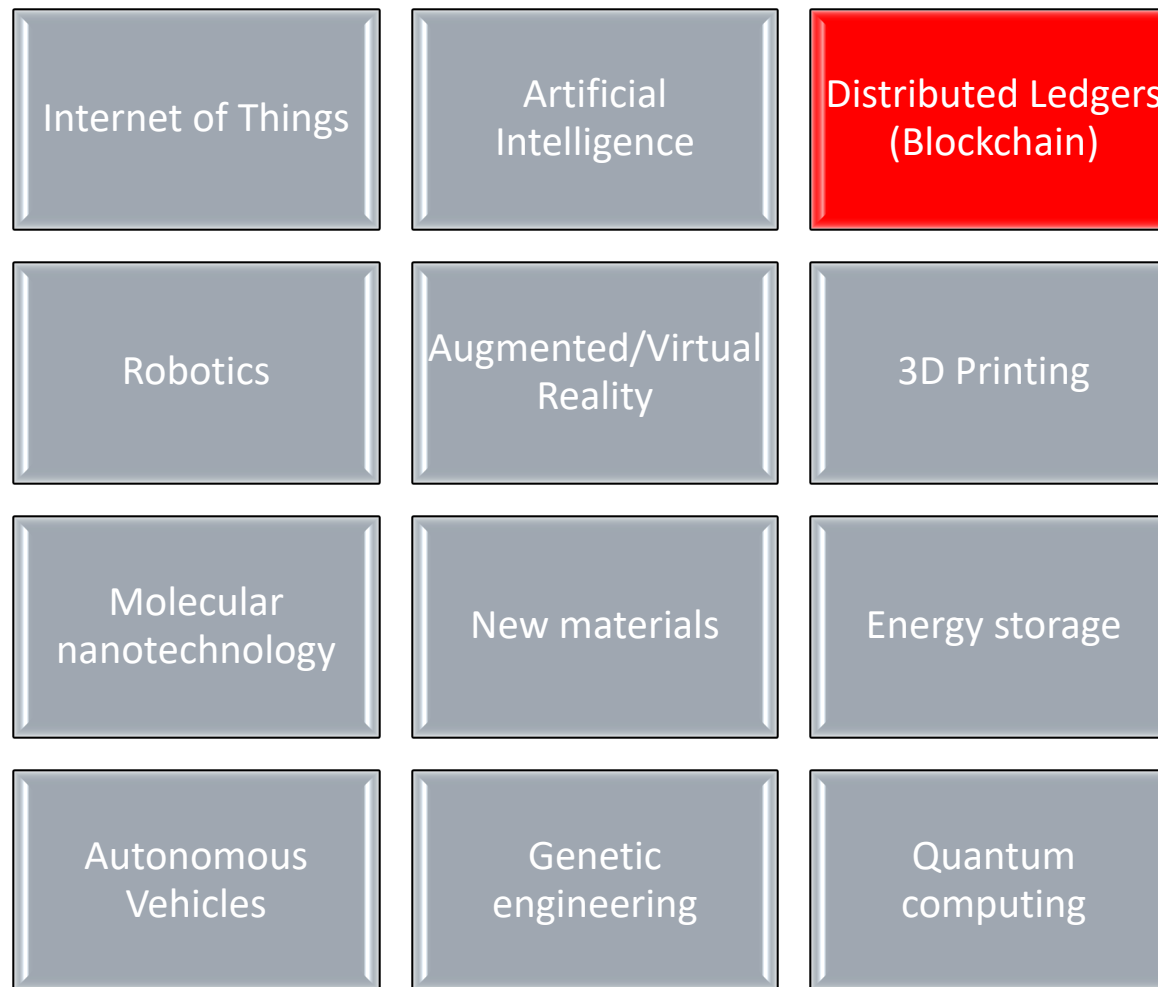 Internet of Things
Artificial
Intelligence
Distributed Ledgers
(Blockchain)
Robotics
Augmented/Virtual
Reality
3D Printing
Molecular
nanotechnology
New materials
Energy storage
Autonomous
Vehicles
Genetic
engineering
Quantum
computing